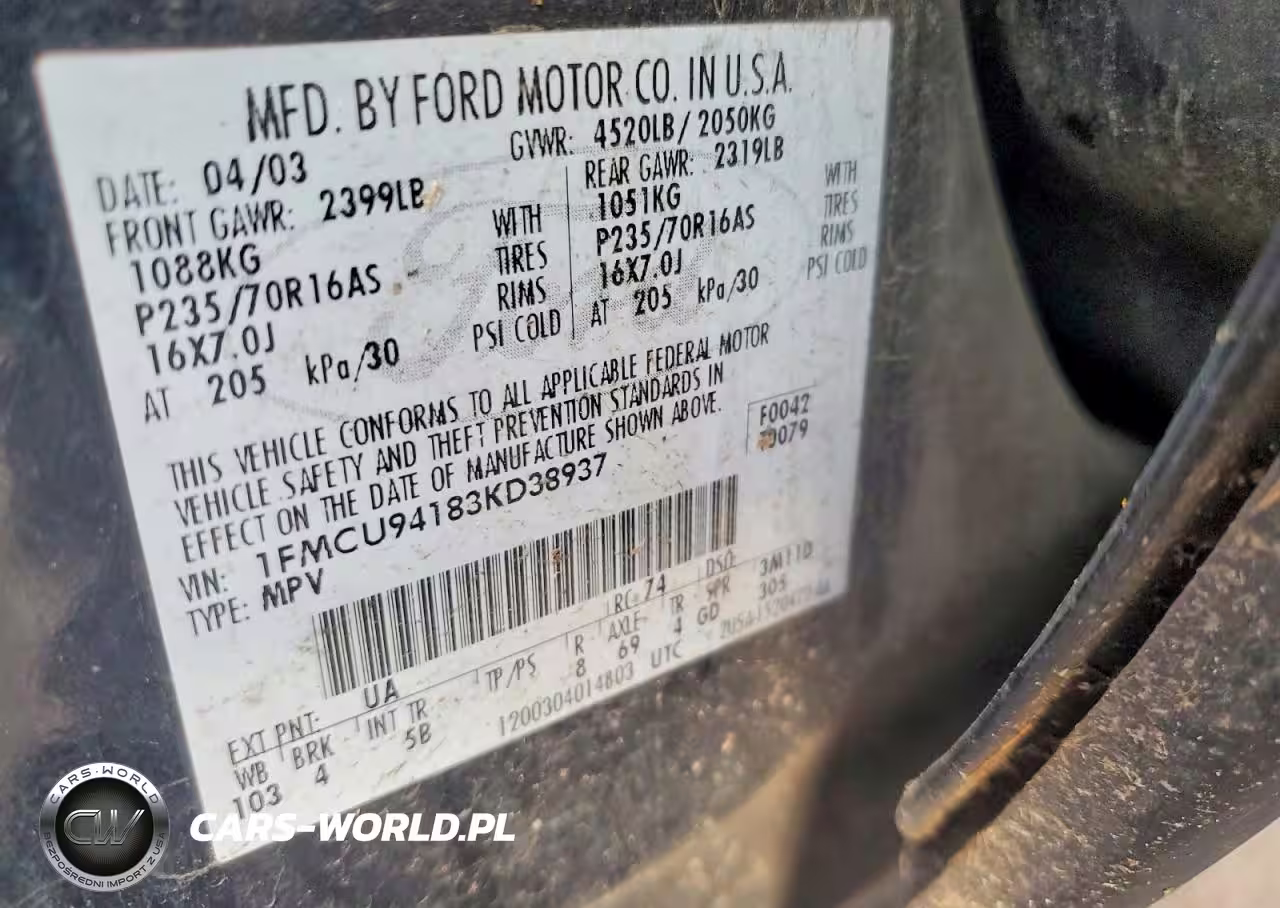 MFD. BY FORD MOTOR CO. IN U.S.A.
DATE: 04/03 GVWR: 4520LB/2050KG
FRONT GAWR: 2399LB REAR GAWR: 2319LB
1088KG WITH 1051KG WITH
P235/70R16AS TIRES P235/70R16AS TIRES
16X7.0J RIMS 16X7.0J RIMS
AT 205 kPa/30 PSI COLD AT 205 kPa/30 PSI COLD
THIS VEHICLE CONFORMS TO ALL APPLICABLE FEDERAL MOTOR
VEHICLE SAFETY AND THEFT PREVENTION STANDARDS IN
EFFECT ON THE DATE OF MANUFACTURE SHOWN ABOVE.
F0042
VIN: 1FMCU94183KD38937
TYPE: MPV
EXT PNT: UA RC: 74 DSO:
WB BRK INT TR TP/PS R AXLE TR SPR 3M11D
103 4 5B 8 69 4 GD 305
1200304014803 UTC
CARS-WORLD
CW
BEZPOŚREDNI IMPORT Z USA
CARS-WORLD.PL